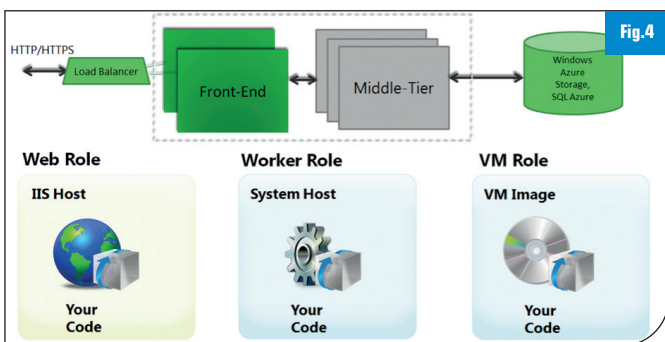 Fig.4
HTTP/HTTPS
Load Balancer
Front-End
Middle-Tier
Windows
Azure
Storage,
SQL Azure
Web Role
IIS Host
Your
Code
Worker Role
System Host
Your
Code
VM Role
VM Image
Your
Code